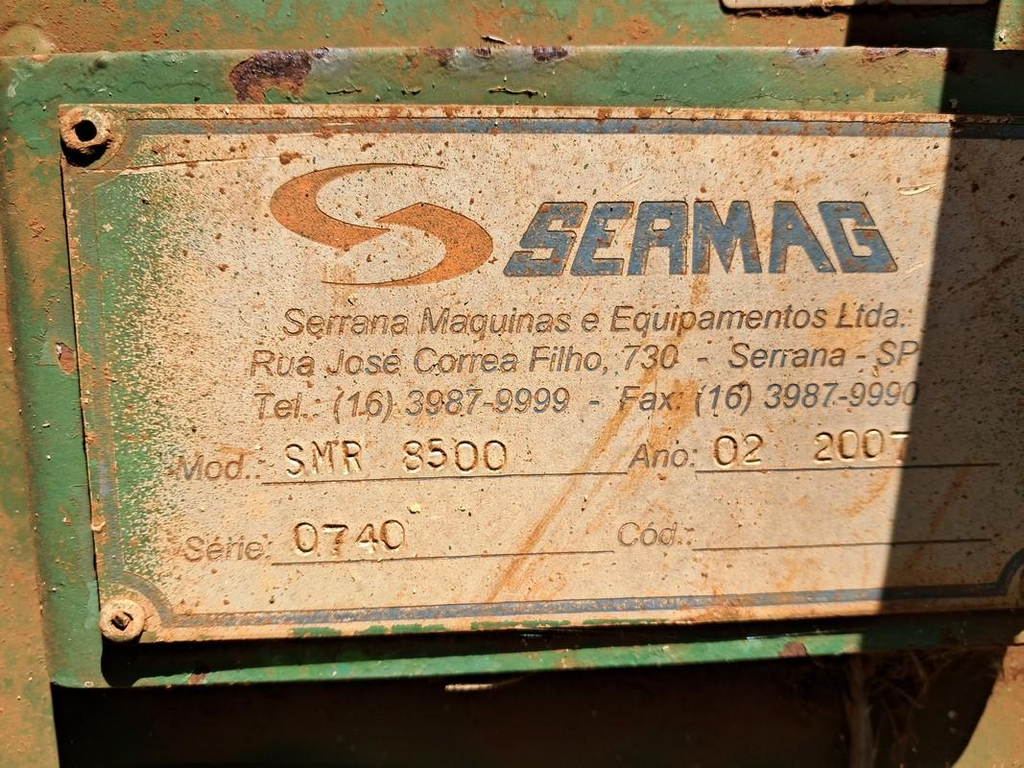 SERMAG
Serrana Maquinas e Equipamentos Ltda.
Rua José Correa Filho, 730 - Serrana - SP
Tel.: (16) 3987-9999 - Fax: (16) 3987-9990
Mod.: SMR 8500 Ano: 02 2007
Série: 0740 Cód.: